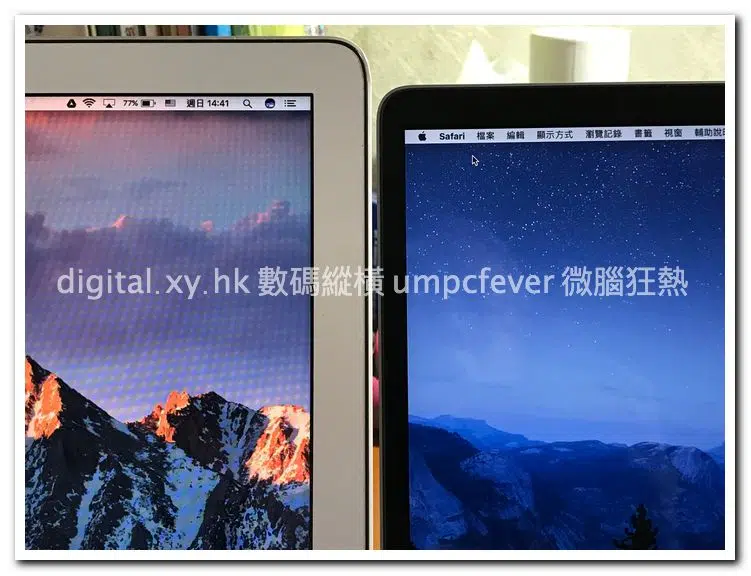 77% 週日 14:41
Safari 檔案 編輯 顯示方式 瀏覽記錄 書籤 視窗 輔助說明
digital.xy.hk 數碼縱橫 umpcfever 微腦狂熱